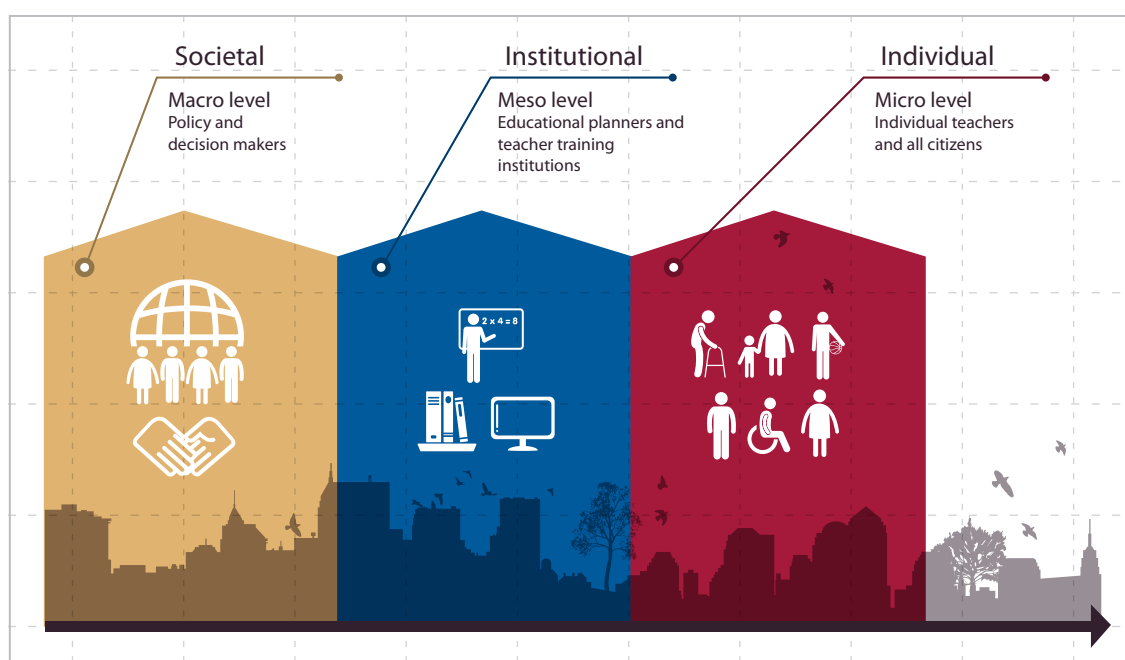 Societal
Macro level
Policy and
decision makers
Institutional
Meso level
Educational planners and
teacher training
institutions
Individual
Micro level
Individual teachers
and all citizens
2 x 4 = 8